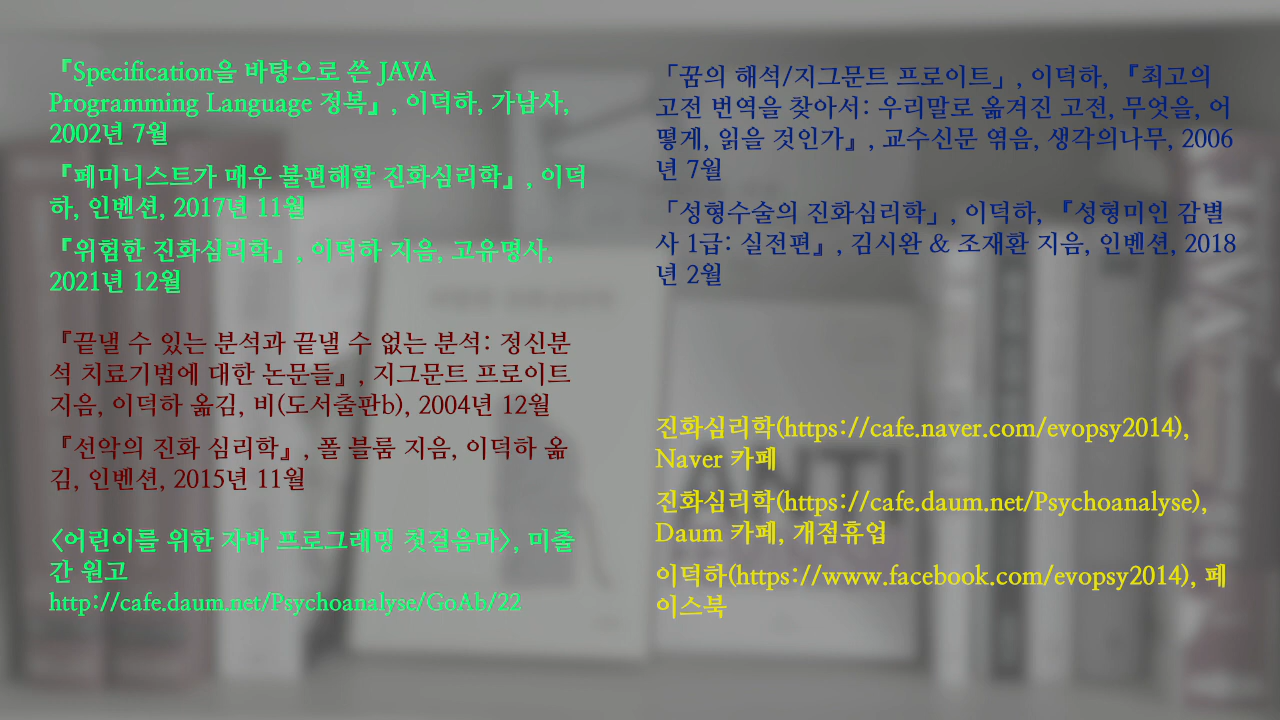 『Specification을 바탕으로 쓴 JAVA
Programming Language 정복』, 이덕하, 가남사,
2002년 7월
『페미니스트가 매우 불편해할 진화심리학』, 이덕
하, 인벤션, 2017년 11월
『위험한 진화심리학』, 이덕하 지음, 고유명사,
2021년 12월
『끝낼 수 있는 분석과 끝낼 수 없는 분석: 정신분
석 치료기법에 대한 논문들』, 지그문트 프로이트
지음, 이덕하 옮김, 비(도서출판b), 2004년 12월
『선악의 진화 심리학』, 폴 블룸 지음, 이덕하 옮
김, 인벤션, 2015년 11월
<어린이를 위한 자바 프로그래밍 첫걸음마>, 미출
간 원고
http://cafe.daum.net/Psychoanalyse/GoAb/22
「꿈의 해석/지그문트 프로이트」, 이덕하, 『최고의
고전 번역을 찾아서: 우리말로 옮겨진 고전, 무엇을, 어
떻게, 읽을 것인가』, 교수신문 엮음, 생각의나무, 2006
년 7월
「성형수술의 진화심리학」, 이덕하, 『성형미인 감별
사 1급: 실전편』, 김시완 & 조재환 지음, 인벤션, 2018
년 2월
진화심리학(https://cafe.naver.com/evopsy2014),
Naver 카페
진화심리학(https://cafe.daum.net/Psychoanalyse),
Daum 카페, 개점휴업
이덕하(https://www.facebook.com/evopsy2014), 페
이스북